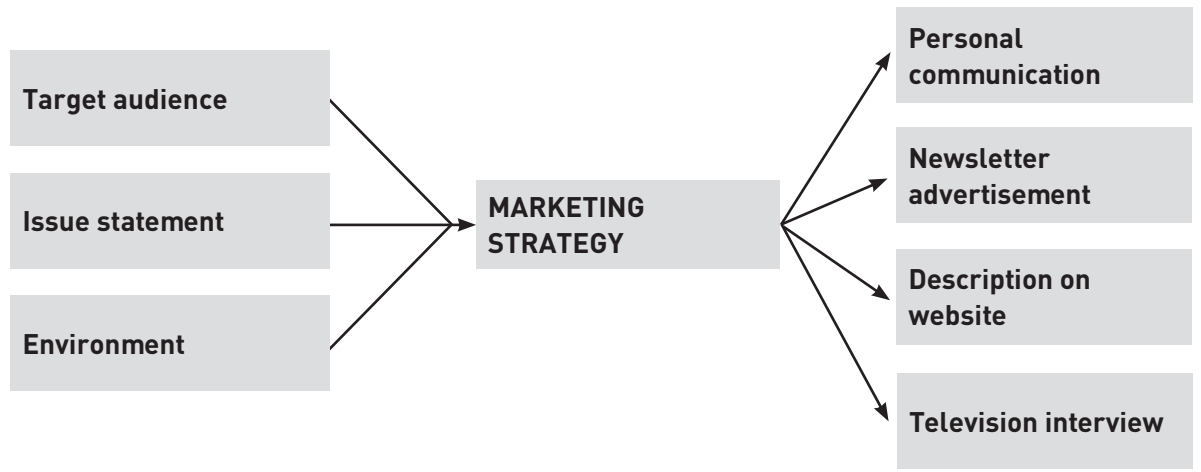 Target audience
Issue statement
Environment
MARKETING
STRATEGY
Personal
communication
Newsletter
advertisement
Description on
website
Television interview